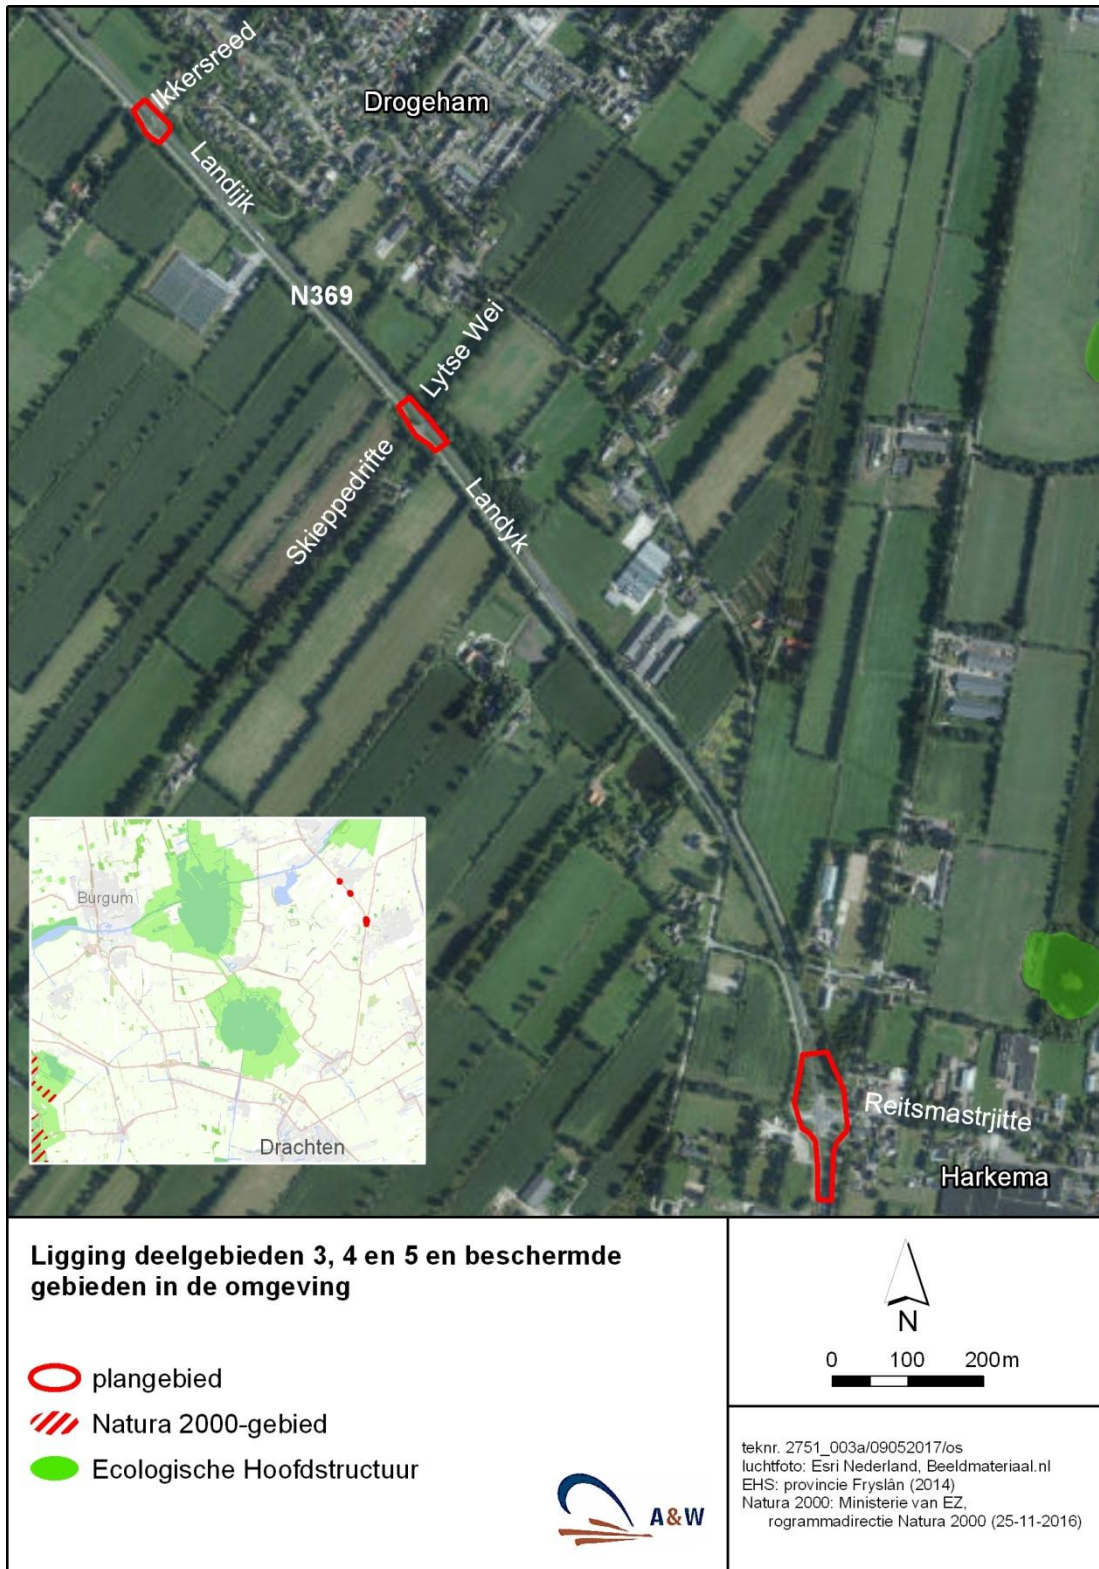 Ikkersreed
Drogeham
Landijk
N369
Lytse Wei
Skieppedrifte
Landyk
Burgum
Drachten
Reitsmastrjitte
Harkema
Ligging deelgebieden 3, 4 en 5 en beschermde
gebieden in de omgeving
plangebied
Natura 2000-gebied
Ecologische Hoofdstructuur
A&W
N
0 100 200m
teknr. 2751_003a/09052017/os
luchtfoto: Esri Nederland, Beeldmateriaal.nl
EHS: provincie Fryslân (2014)
Natura 2000: Ministerie van EZ,
rogrammadirectie Natura 2000 (25-11-2016)